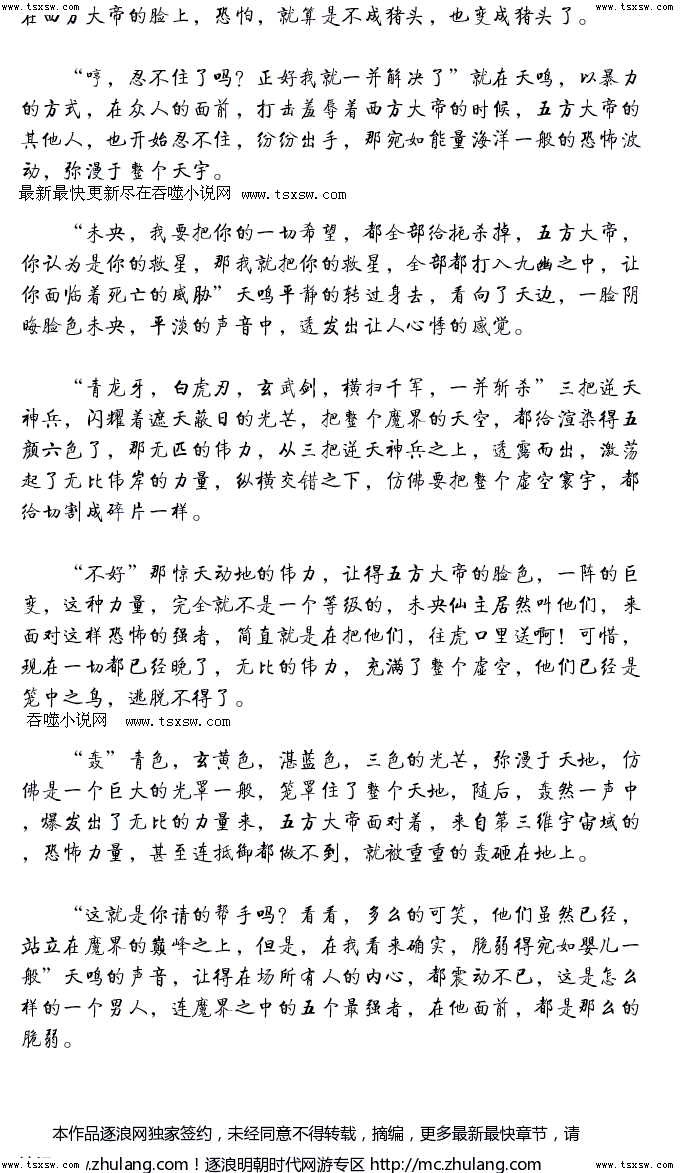 www.tsxsw.com www.tsxsw.com www.tsxsw.com
在西方大帝的脸上，恐怕，就算是不成猪头，也变成猪头了。
“哼，忍不住了吗？正好我就一并解决了”就在天鸣，以暴力
的方式，在众人的面前，打击羞辱着西方大帝的时候，五方大帝的
其他人，也开始忍不住，纷纷出手，那宛如能量海洋一般的恐怖波
动，弥漫于整个天宇。
最新最快更新尽在吞噬小说网 www.tsxsw.com
“未央，我要把你的一切希望，都全部给扼杀掉，五方大帝，
你认为是你的救星，那我就把你的救星，全部都打入九幽之中，让
你面临着死亡的威胁”天鸣平静的转过身去，看向了天边，一脸阴
晦脸色未央，平淡的声音中，透发出让人心悸的感觉。
“青龙牙，白虎刃，玄武剑，横扫千军，一并斩杀”三把逆天
神兵，闪耀着遮天蔽日的光芒，把整个魔界的天空，都给渲染得五
颜六色了，那无匹的伟力，从三把逆天神兵之上，透露而出，激荡
起了无比伟岸的力量，纵横交错之下，仿佛要把整个虚空寰宇，都
给切割成碎片一样。
“不好”那惊天动地的伟力，让得五方大帝的脸色，一阵的巨
变，这种力量，完全就不是一个等级的，未央仙主居然叫他们，来
面对这样恐怖的强者，简直就是在把他们，往虎口里送啊！可惜，
现在一切都已经晚了，无比的伟力，充满了整个虚空，他们已经是
笼中之鸟，逃脱不得了。
吞噬小说网 www.tsxsw.com
“轰”青色，玄黄色，湛蓝色，三色的光芒，弥漫于天地，仿
佛是一个巨大的光罩一般，笼罩住了整个天地，随后，轰然一声中
，爆发出了无比的力量来，五方大帝面对着，来自第三维宇宙域的
，恐怖力量，甚至连抵御都做不到，就被重重的轰砸在地上。
“这就是你请的帮手吗？看看，多么的可笑，他们虽然已经，
站立在魔界的巅峰之上，但是，在我看来确实，脆弱得宛如婴儿一
般”天鸣的声音，让得在场所有人的内心，都震动不已，这是怎么
样的一个男人，连魔界之中的五个最强者，在他面前，都是那么的
脆弱。
本作品逐浪网独家签约，未经同意不得转载，摘编，更多最新最快章节，请
www.zhulang.com！逐浪明朝时代网游专区 http://mc.zhulang.com
www.tsxsw.com www.tsxsw.com www.tsxsw.com